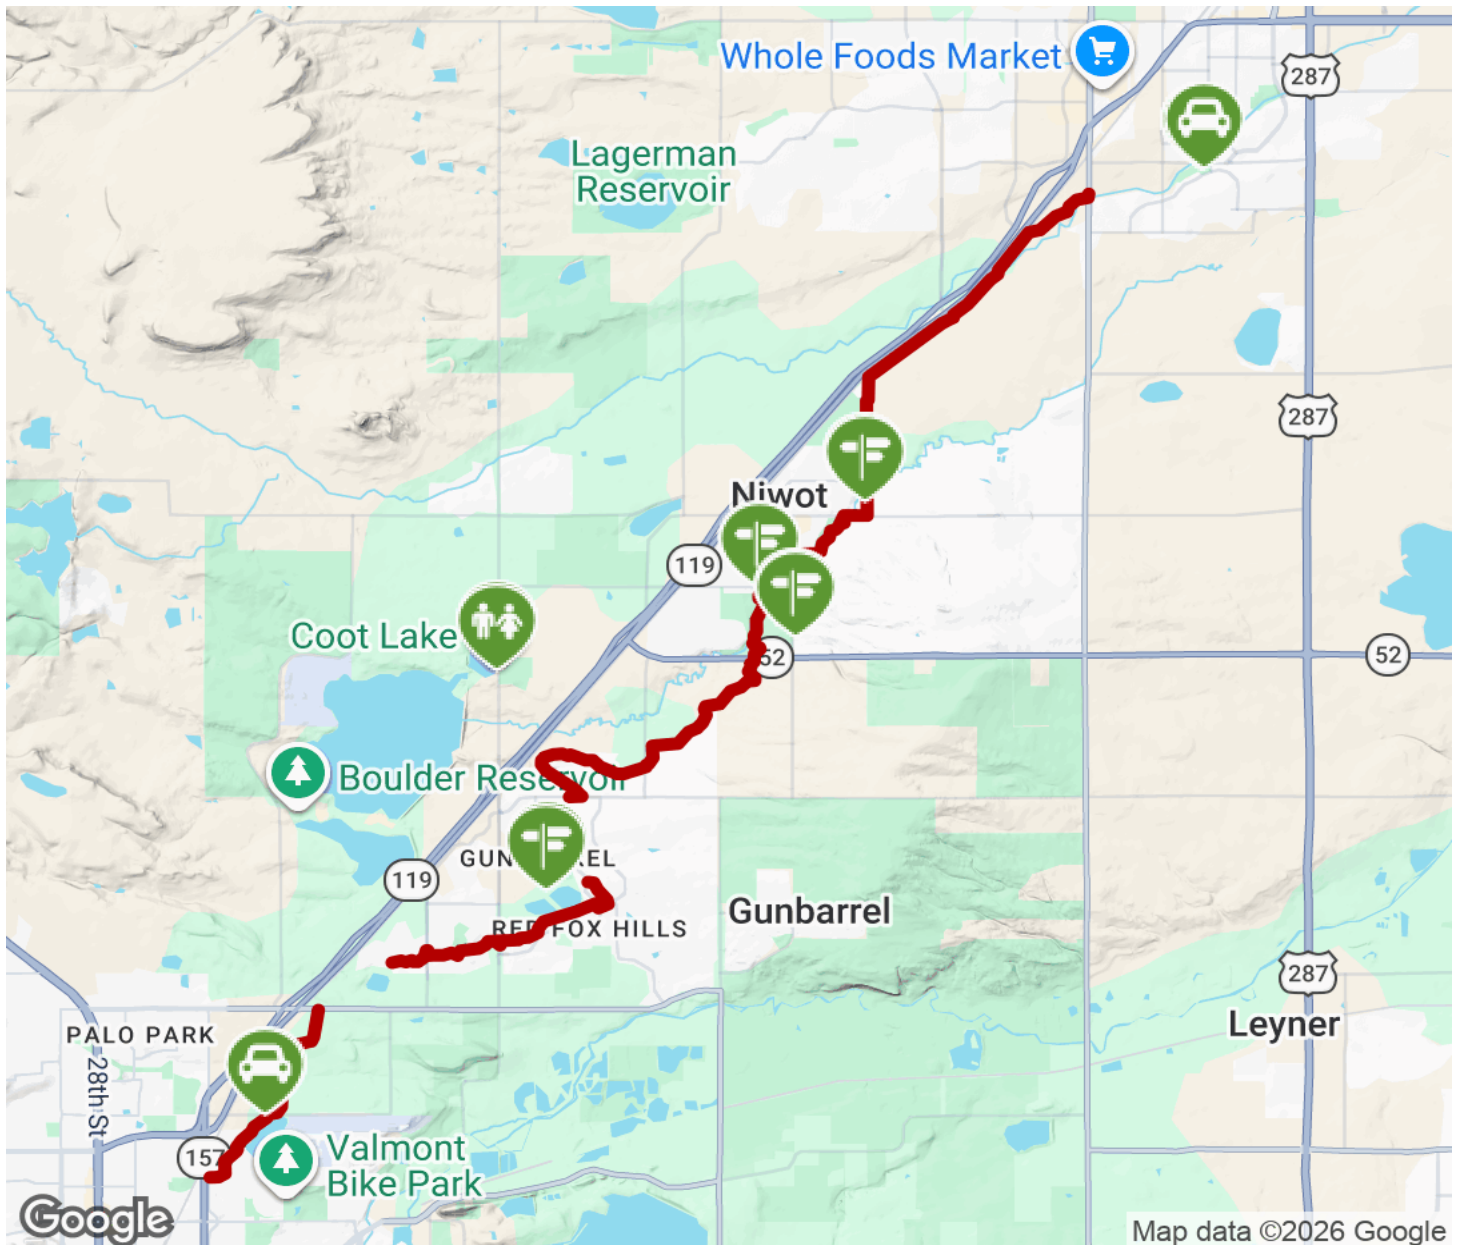 Whole Foods Market
287
Lagerman
Reservoir
287
Niwot
119
Coot Lake
52
52
Boulder Reservoir
GUN
EL
119
RED FOX HILLS
Gunbarrel
287
Leyner
PALO PARK
28th St
157
Valmont
Bike Park
Google
Map data ©2026 Google